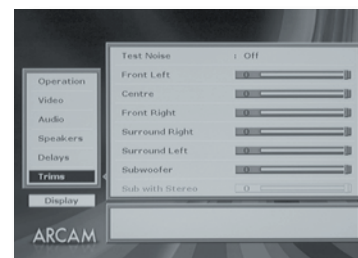 Operation
Video
Audio
Speakers
Delays
Trims
Display
Test Noise : Off
Front Left 0
Centre 0
Front Right 0
Surround Right 0
Surround Left 0
Subwoofer 0
Sub with Stereo 0
ARCAM